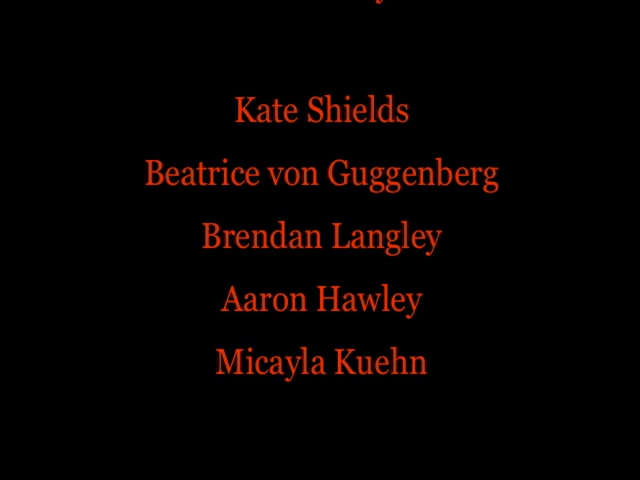 Kate Shields
Beatrice von Guggenberg
Brendan Langley
Aaron Hawley
Micayla Kuehn